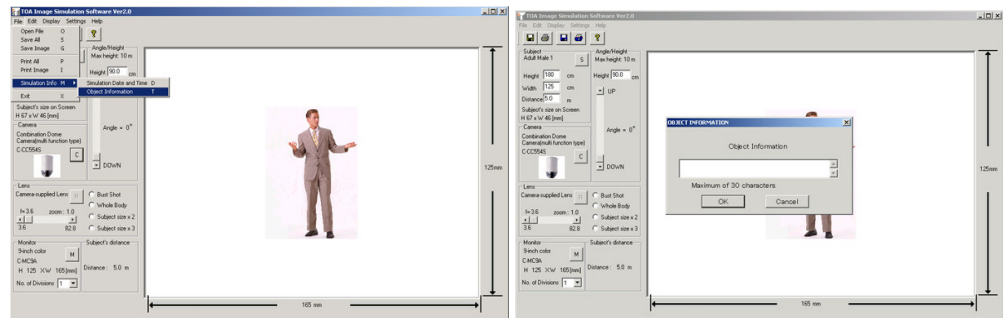 TOA Image Simulation Software Ver2.0
File Edit Display Settings Help
Open File O
Save All S
Save Image G
Print All P
Print Image I
Simulation Info M
Exit X
Simulation Date and Time D
Object Information T
Angle/Height
Max height: 10 m
Height 90.0 cm
Subject's size on Screen
H 67 x W 46 [mm]
Angle = 0°
DOWN
Camera
Combination Dome
Camera(multi function type)
C-CC554S
C
Lens
Camera-supplied Lens
f=3.6 zoom : 1.0
3.6 82.8
Bust Shot
Whole Body
Subject size x 2
Subject size x 3
Monitor
9-inch color
M
C-MC9A
H 125 X W 165[mm]
No. of Divisions 1
Subject's distance
Distance : 5.0 m
125mm
165 mm
TOA Image Simulation Software Ver2.0
File Edit Display Settings Help
Subject
Adult Male 1
S
Height 180 cm
Width 125 cm
Distance 5.0 m
Subject's size on Screen
H 67 x W 46 [mm]
Angle/Height
Max height: 10 m
Height 90.0 cm
UP
Angle = 0°
DOWN
Camera
Combination Dome
Camera(multi function type)
C-CC554S
C
Lens
Camera-supplied Lens
f=3.6 zoom : 1.0
3.6 82.8
Bust Shot
Whole Body
Subject size x 2
Subject size x 3
Monitor
9-inch color
M
C-MC9A
H 125 X W 165[mm]
No. of Divisions 1
Subject's distance
Distance : 5.0 m
OBJECT INFORMATION
Object Information
Maximum of 30 characters
OK Cancel
125mm
165 mm